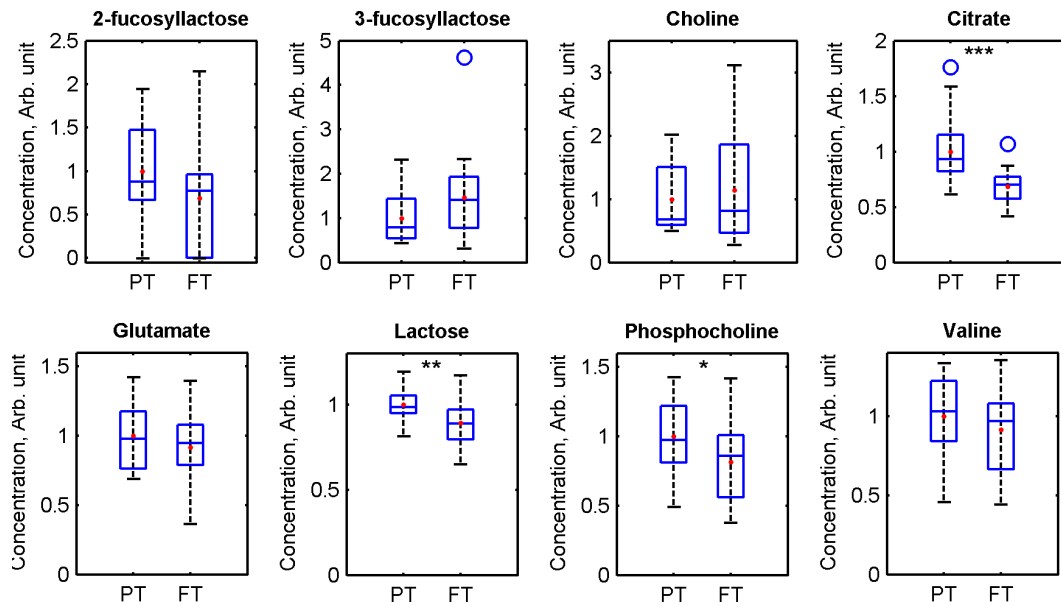 2-fucosyllactose
3-fucosyllactose
Choline
Citrate
Concentration, Arb. unit
2.5
2
1.5
1
0.5
0
PT
FT
Concentration, Arb. unit
5
4
3
2
1
0
PT
FT
Concentration, Arb. unit
3
2
1
0
PT
FT
Concentration, Arb. unit
2
1.5
1
0.5
0
***
PT
FT
Glutamate
Lactose
Phosphocholine
Valine
Concentration, Arb. unit
1.5
1
0.5
0
PT
FT
Concentration, Arb. unit
1
0.5
0
**
PT
FT
Concentration, Arb. unit
1.5
1
0.5
0
*
PT
FT
Concentration, Arb. unit
1
0.5
0
PT
FT